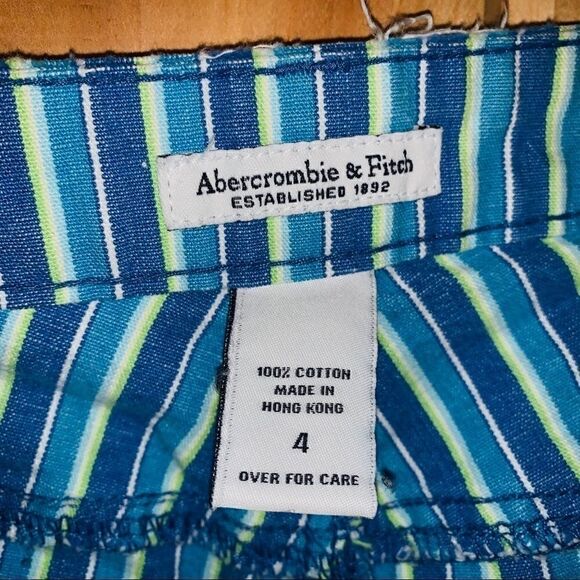 Abercrombie & Fitch
ESTABLISHED 1892
100% COTTON
MADE IN
HONG KONG
4
OVER FOR CARE